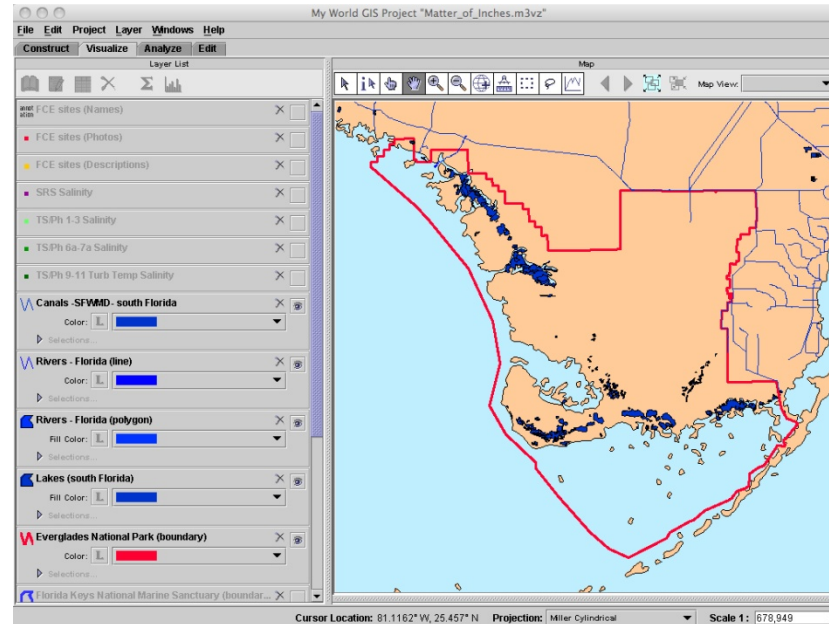 My World GIS Project "Matter_of_Inches.m3vz"
File Edit Project Layer Windows Help
Construct Visualize Analyze Edit
Layer List
Map
Map View:
FCE sites (Names)
FCE sites (Photos)
FCE sites (Descriptions)
SRS Salinity
TS/Ph 1-3 Salinity
TS/Ph 6a-7a Salinity
TS/Ph 9-11 Turb Temp Salinity
Canals -SFWMD- south Florida
Color: L
Selections...
Rivers - Florida (line)
Color: L
Selections...
Rivers - Florida (polygon)
Fill Color: L
Selections...
Lakes (south Florida)
Fill Color: L
Selections...
Everglades National Park (boundary)
Color: L
Selections...
Florida Keys National Marine Sanctuary (boundar...
Cursor Location: 81.1162° W, 25.457° N Projection: Miller Cylindrical Scale 1: 678,949